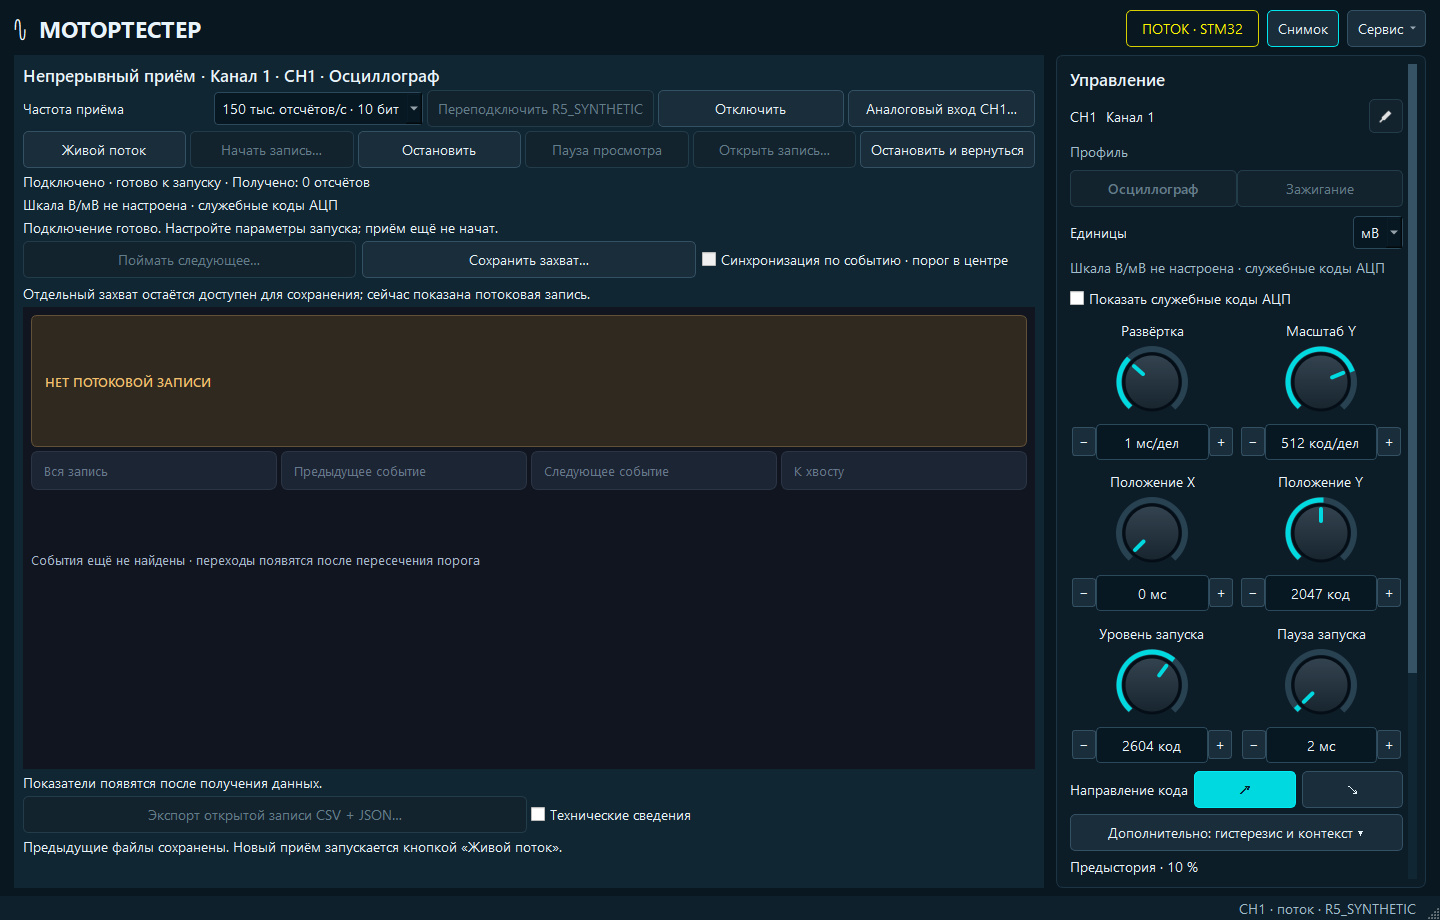 МОТОРТЕСТЕР
ПОТОК · STM32
Снимок
Сервис
Непрерывный приём · Канал 1 · CH1 · Осциллограф
Частота приёма
150 тыс. отсчётов/с · 10 бит
Переподключить R5_SYNTHETIC
Отключить
Аналоговый вход CH1...
Живой поток
Начать запись...
Остановить
Пауза просмотра
Открыть запись...
Остановить и вернуться
Подключено · готово к запуску · Получено: 0 отсчётов
Шкала В/мВ не настроена · служебные коды АЦП
Подключение готово. Настройте параметры запуска; приём ещё не начат.
Поймать следующее...
Сохранить захват...
Синхронизация по событию · порог в центре
Отдельный захват остаётся доступен для сохранения; сейчас показана потоковая запись.
НЕТ ПОТОКОВОЙ ЗАПИСИ
Вся запись
Предыдущее событие
Следующее событие
К хвосту
События ещё не найдены · переходы появятся после пересечения порога
Показатели появятся после получения данных.
Экспорт открытой записи CSV + JSON...
Технические сведения
Предыдущие файлы сохранены. Новый приём запускается кнопкой «Живой поток».
Управление
CH1 Канал 1
Профиль
Осциллограф
Зажигание
Единицы
мВ
Шкала В/мВ не настроена · служебные коды АЦП
Показать служебные коды АЦП
Развёртка
Масштаб Y
− 1 мс/дел +
− 512 код/дел +
Положение X
Положение Y
− 0 мс +
− 2047 код +
Уровень запуска
Пауза запуска
− 2604 код +
− 2 мс +
Направление кода
↗
↘
Дополнительно: гистерезис и контекст ▾
Предыстория · 10 %
CH1 · поток · R5_SYNTHETIC